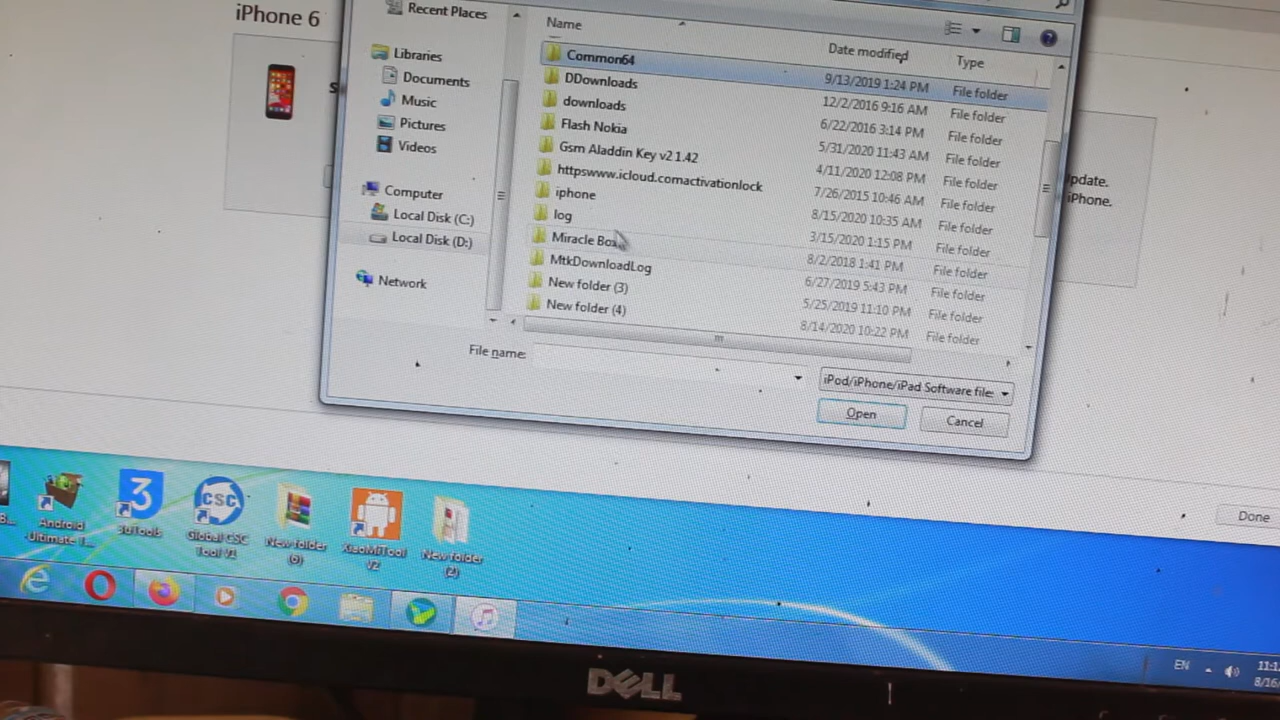 iPhone 6
Recent Places
Libraries
Documents
Music
Pictures
Videos
Computer
Local Disk (C:)
Local Disk (D:)
Network
Name Date modified Type
Common64 9/13/2019 1:24 PM File folder
DDownloads 12/2/2016 9:16 AM File folder
downloads 6/22/2016 3:14 PM File folder
Flash Nokia 5/31/2020 11:43 AM File folder
Gsm Aladdin Key v2 1.42 4/11/2020 12:08 PM File folder
httpswww.icloud.comactivationlock 7/26/2015 10:46 AM File folder
iphone 8/15/2020 10:35 AM File folder
log 3/15/2020 1:15 PM File folder
Miracle Box 8/2/2018 1:41 PM File folder
MtkDownloadLog 6/27/2019 5:43 PM File folder
New folder (3) 5/25/2019 11:10 PM File folder
New folder (4) 8/14/2020 10:22 PM File folder
File name:
iPod/iPhone/iPad Software files
Open Cancel
iPhone.
Done
Android
Ultimate T...
3uTools
Global CSC
Tool V1
New folder
(6)
XiaoMiTool
V2
New folder
(2)
CSC
EN
11:1
8/16
DELL